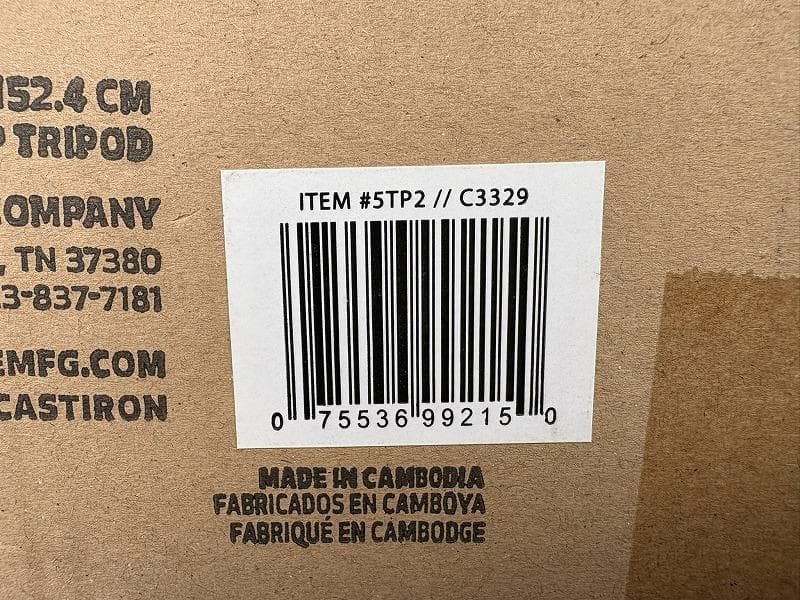 152.4 CM
TRIPOD
COMPANY
, TN 37380
3-837-7181
EMFG.COM
CASTIRON
ITEM #5TP2 // C3329
0 75536 99215 0
MADE IN CAMBODIA
FABRICADOS EN CAMBOYA
FABRIQUÉ EN CAMBODGE